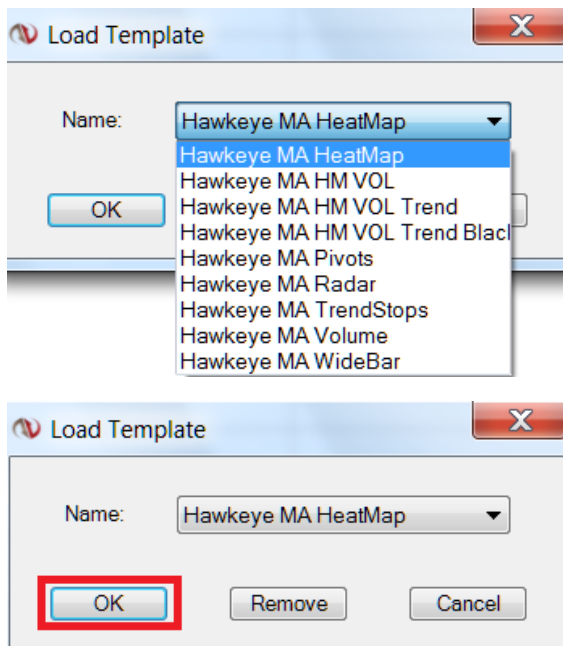 Load Template
X
Name:
Hawkeye MA HeatMap
Hawkeye MA HeatMap
Hawkeye MA HM VOL
OK
Hawkeye MA HM VOL Trend
Hawkeye MA HM VOL Trend Blac
Hawkeye MA Pivots
Hawkeye MA Radar
Hawkeye MA TrendStops
Hawkeye MA Volume
Hawkeye MA WideBar
Load Template
X
Name:
Hawkeye MA HeatMap
OK
Remove
Cancel